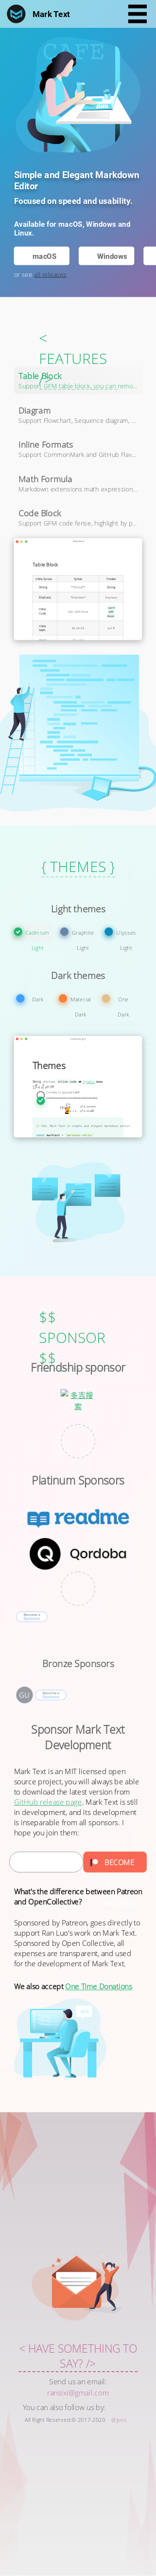 Mark Text
CAFE
Simple and Elegant Markdown
Editor
Focused on speed and usability.
Available for macOS, Windows and
Linux.
macOS
Windows
or see all releases
<
FEATURES
/>
Table Block
Support GFM table block, you can remo...
Diagram
Support Flowchart, Sequence diagram, ...
Inline Formats
Support CommonMark and GitHub Flav...
Math Formula
Markdown extensions math expression...
Code Block
Support GFM code fense, highlight by p...
Table Block
{ THEMES }
Light themes
Cadmium
Light
Graphite
Light
Ulysses
Light
Dark themes
Dark
Material
Dark
One
Dark
Themes
$$
SPONSOR
$$
Friendship sponsor
多吉搜
索
Platinum Sponsors
readme
Qordoba
Become a
Sponsor
Bronze Sponsors
GU
Become a
Sponsor
Sponsor Mark Text
Development
Mark Text is an MIT licensed open
source project, you will always be able
to download the latest version from
GitHub release page. Mark Text is still
in development, and its development
is inseparable from all sponsors. I
hope you join them:
BECOME
What's the difference between Patreon
and OpenCollective?
Sponsored by Patreon, goes directly to
support Ran Luo's work on Mark Text.
Sponsored by Open Collective, all
expenses are transparent, and used
for the development of MarkText.
We also accept One Time Donations
< HAVE SOMETHING TO
SAY? />
Send us an email:
ransixi@gmail.com
You can also follow us by:
All Right Reserved © 2017-2020 @Jocs